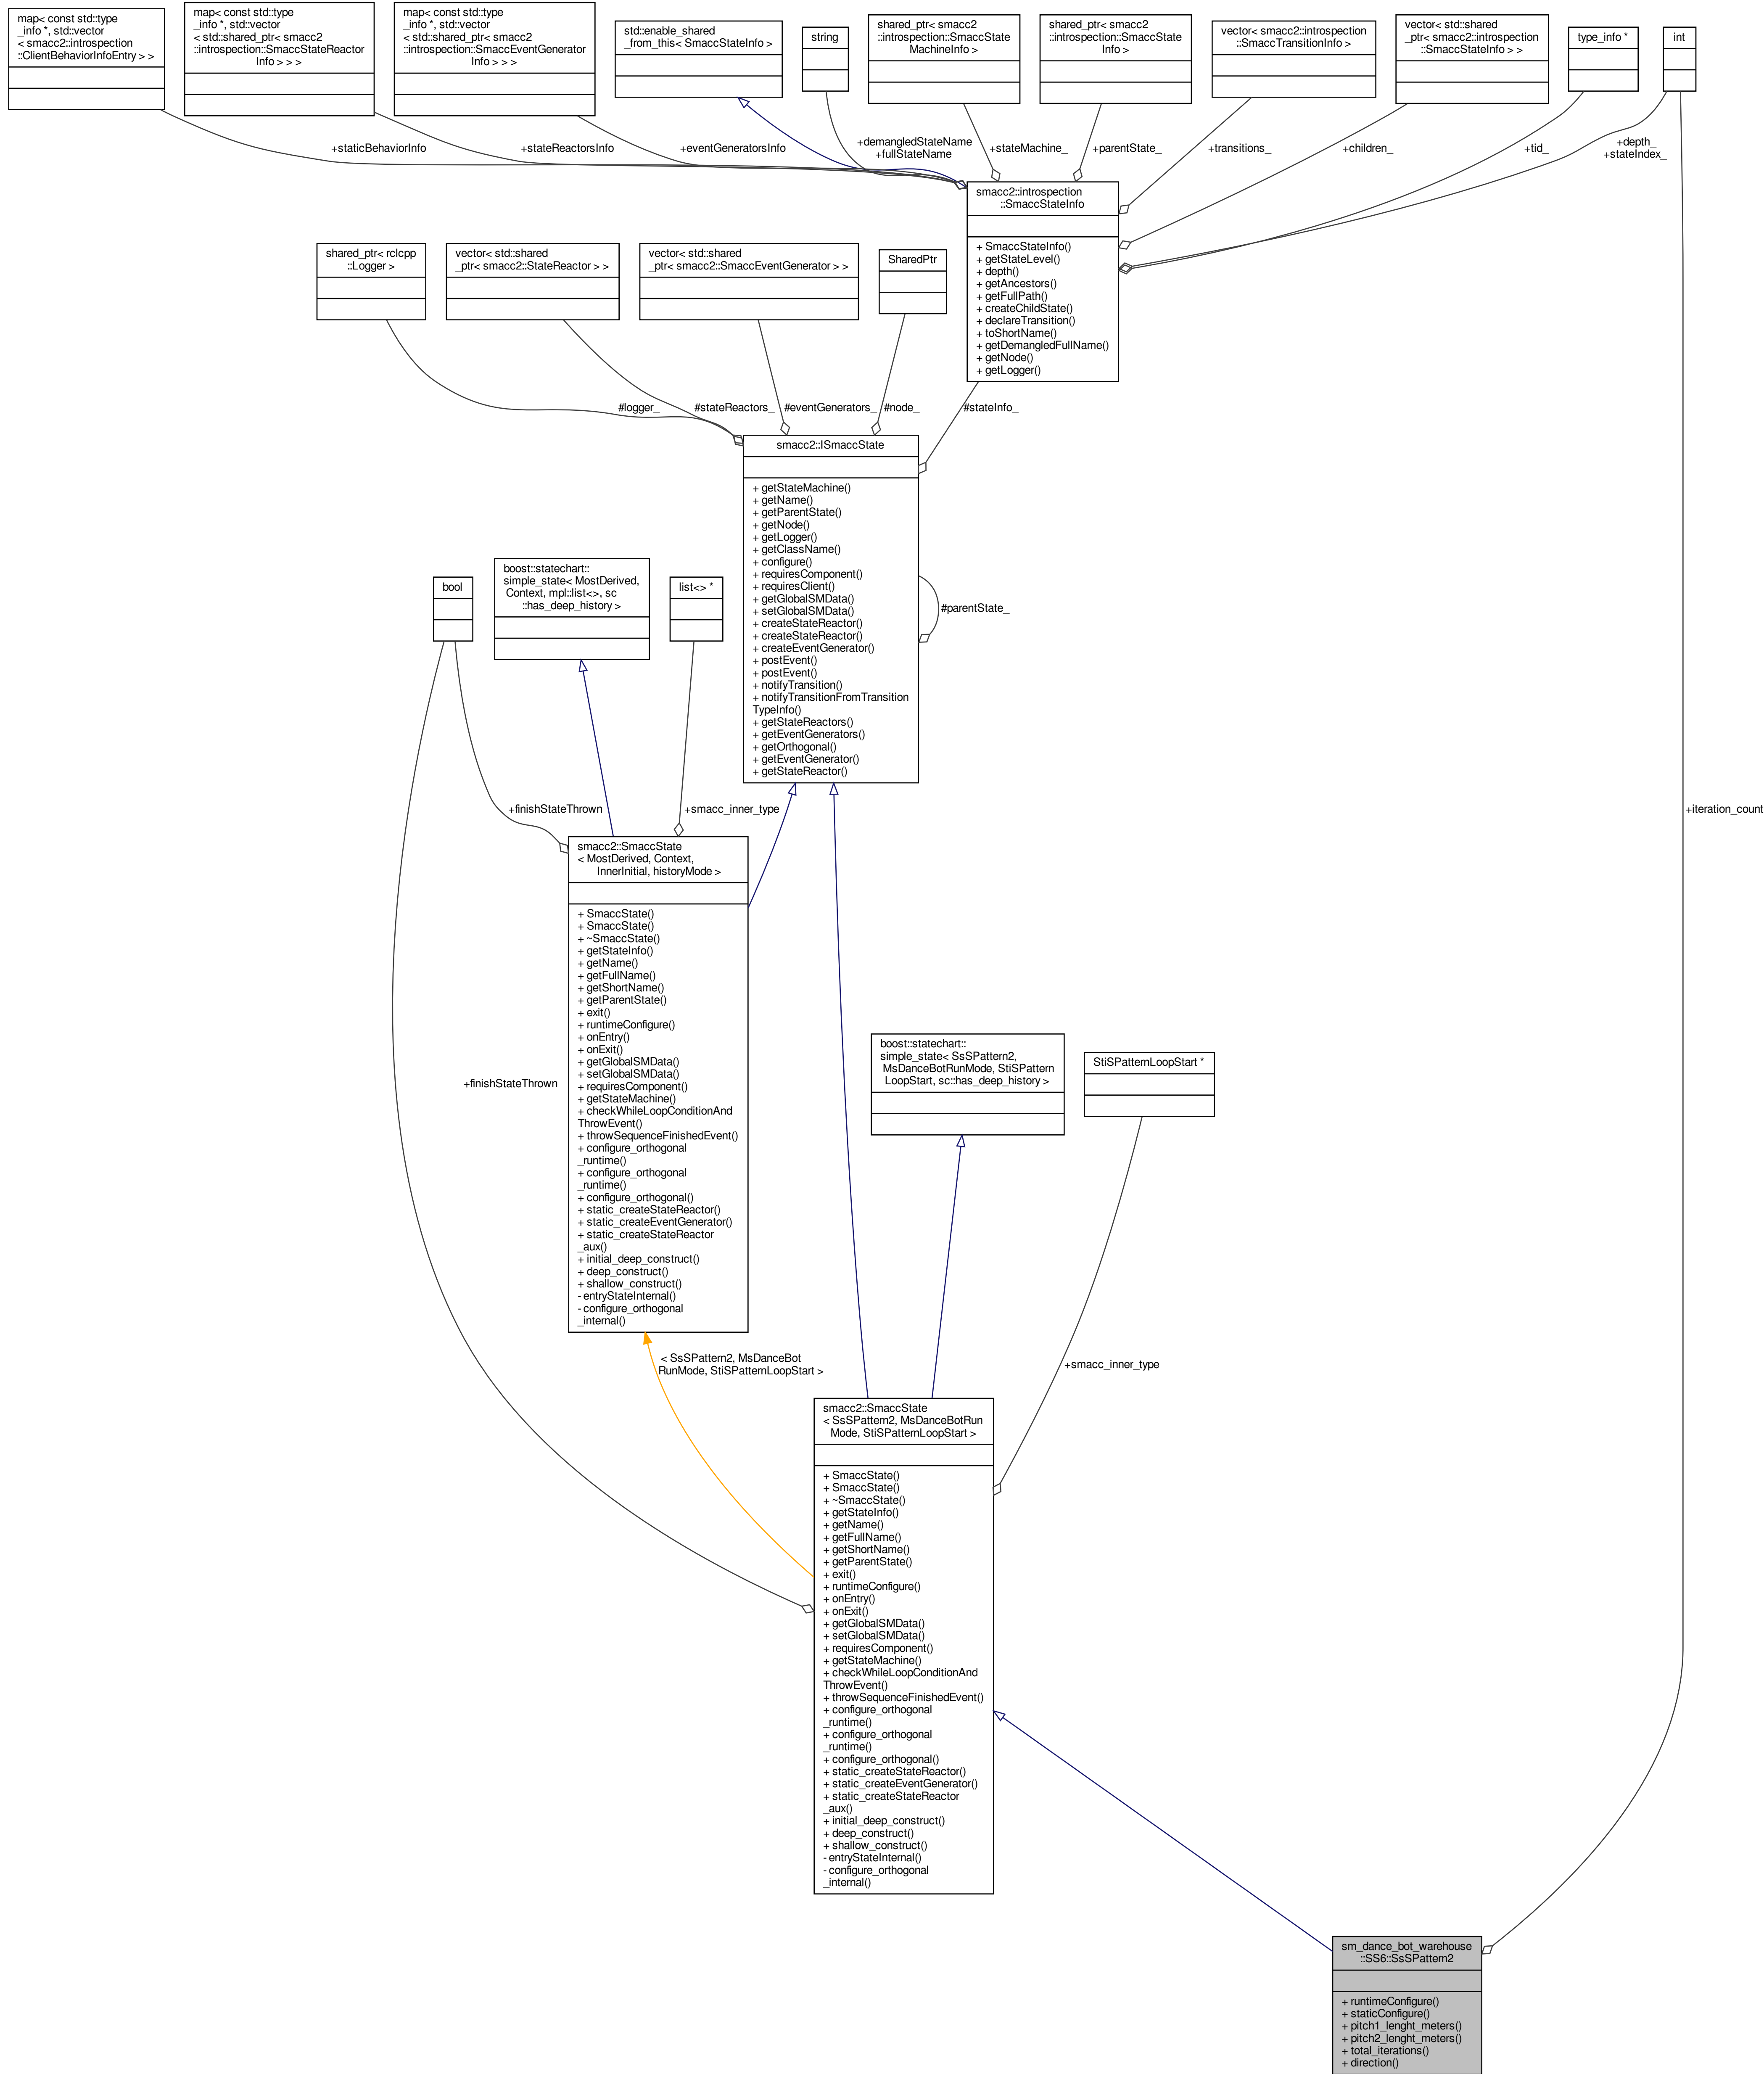 map< const std::type
_info *, std::vector
< smacc2::introspection
::ClientBehaviorInfoEntry > >
map< const std::type
_info *, std::vector
< std::shared_ptr< smacc2
::introspection::SmaccStateReactor
Info > > >
map< const std::type
_info *, std::vector
< std::shared_ptr< smacc2
::introspection::SmaccEventGenerator
Info > > >
std::enable_shared
_from_this< SmaccStateInfo >
string
shared_ptr< smacc2
::introspection::SmaccState
MachineInfo >
shared_ptr< smacc2
::introspection::SmaccState
Info >
vector< smacc2::introspection
::SmaccTransitionInfo >
vector< std::shared
_ptr< smacc2::introspection
::SmaccStateInfo > >
type_info *
int
+staticBehaviorInfo
+stateReactorsInfo
+eventGeneratorsInfo
+demangledStateName
+fullStateName
+stateMachine_
+parentState_
+transitions_
+children_
+tid_
+depth_
+stateIndex_
smacc2::introspection
::SmaccStateInfo
+ SmaccStateInfo()
+ getStateLevel()
+ depth()
+ getAncestors()
+ getFullPath()
+ createChildState()
+ declareTransition()
+ toShortName()
+ getDemangledFullName()
+ getNode()
+ getLogger()
shared_ptr< rclcpp
::Logger >
vector< std::shared
_ptr< smacc2::StateReactor > >
vector< std::shared
_ptr< smacc2::SmaccEventGenerator > >
SharedPtr
#logger_
#stateReactors_
#eventGenerators_
#node_
#stateInfo_
smacc2::ISmaccState
+ getStateMachine()
+ getName()
+ getParentState()
+ getNode()
+ getLogger()
+ getClassName()
+ configure()
+ requiresComponent()
+ requiresClient()
+ getGlobalSMData()
+ setGlobalSMData()
+ createStateReactor()
+ createStateReactor()
+ createEventGenerator()
+ postEvent()
+ postEvent()
+ notifyTransition()
+ notifyTransitionFromTransition
TypeInfo()
+ getStateReactors()
+ getEventGenerators()
+ getOrthogonal()
+ getEventGenerator()
+ getStateReactor()
#parentState_
bool
boost::statechart::
simple_state< MostDerived,
Context, mpl::list<>, sc
::has_deep_history >
list<> *
+finishStateThrown
+smacc_inner_type
+iteration_count
smacc2::SmaccState
< MostDerived, Context,
InnerInitial, historyMode >
+ SmaccState()
+ SmaccState()
+ ~SmaccState()
+ getStateInfo()
+ getName()
+ getFullName()
+ getShortName()
+ getParentState()
+ exit()
+ runtimeConfigure()
+ onEntry()
+ onExit()
+ getGlobalSMData()
+ setGlobalSMData()
+ requiresComponent()
+ getStateMachine()
+ checkWhileLoopConditionAnd
ThrowEvent()
+ throwSequenceFinishedEvent()
+ configure_orthogonal
_runtime()
+ configure_orthogonal
_runtime()
+ configure_orthogonal()
+ static_createStateReactor()
+ static_createEventGenerator()
+ static_createStateReactor
_aux()
+ initial_deep_construct()
+ deep_construct()
+ shallow_construct()
- entryStateInternal()
- configure_orthogonal
_internal()
+finishStateThrown
boost::statechart::
simple_state< SsSPattern2,
MsDanceBotRunMode, StiSPattern
LoopStart, sc::has_deep_history >
StiSPatternLoopStart *
< SsSPattern2, MsDanceBot
RunMode, StiSPatternLoopStart >
+smacc_inner_type
smacc2::SmaccState
< SsSPattern2, MsDanceBotRun
Mode, StiSPatternLoopStart >
+ SmaccState()
+ SmaccState()
+ ~SmaccState()
+ getStateInfo()
+ getName()
+ getFullName()
+ getShortName()
+ getParentState()
+ exit()
+ runtimeConfigure()
+ onEntry()
+ onExit()
+ getGlobalSMData()
+ setGlobalSMData()
+ requiresComponent()
+ getStateMachine()
+ checkWhileLoopConditionAnd
ThrowEvent()
+ throwSequenceFinishedEvent()
+ configure_orthogonal
_runtime()
+ configure_orthogonal
_runtime()
+ configure_orthogonal()
+ static_createStateReactor()
+ static_createEventGenerator()
+ static_createStateReactor
_aux()
+ initial_deep_construct()
+ deep_construct()
+ shallow_construct()
- entryStateInternal()
- configure_orthogonal
_internal()
sm_dance_bot_warehouse
::SS6::SsSPattern2
+ runtimeConfigure()
+ staticConfigure()
+ pitch1_lenght_meters()
+ pitch2_lenght_meters()
+ total_iterations()
+ direction()